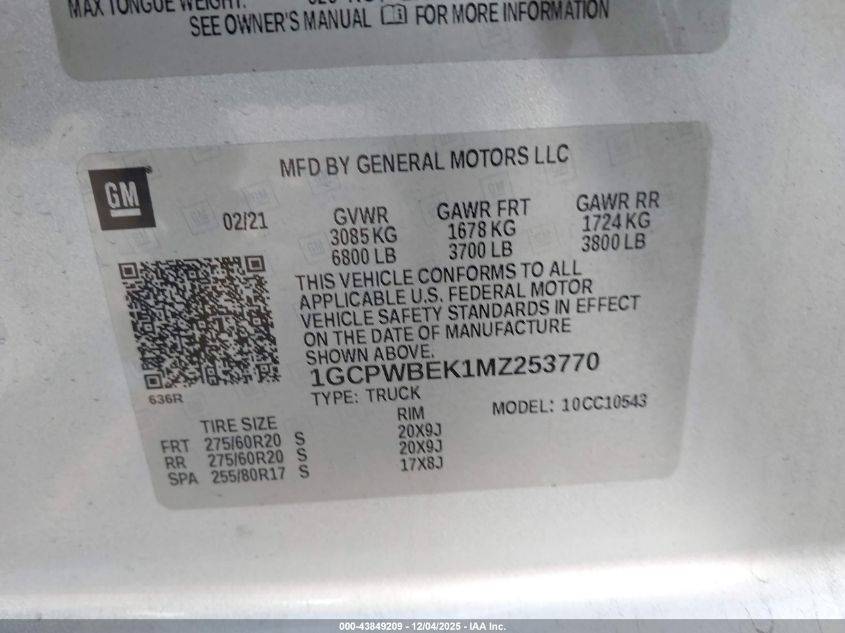 MAX TONGUE WEIGHT:
SEE OWNER'S MANUAL FOR MORE INFORMATION
MFD BY GENERAL MOTORS LLC
GM
02/21
GVWR GAWR FRT GAWR RR
3085 KG 1678 KG 1724 KG
6800 LB 3700 LB 3800 LB
THIS VEHICLE CONFORMS TO ALL
APPLICABLE U.S. FEDERAL MOTOR
VEHICLE SAFETY STANDARDS IN EFFECT
ON THE DATE OF MANUFACTURE
SHOWN ABOVE.
1GCPWBEK1MZ253770
636R
TYPE: TRUCK
MODEL: 10CC10543
TIRE SIZE RIM
FRT 275/60R20 S 20X9J
RR 275/60R20 S 20X9J
SPA 255/80R17 S 17X8J
000-43849209 - 12/04/2025 - IAA Inc.